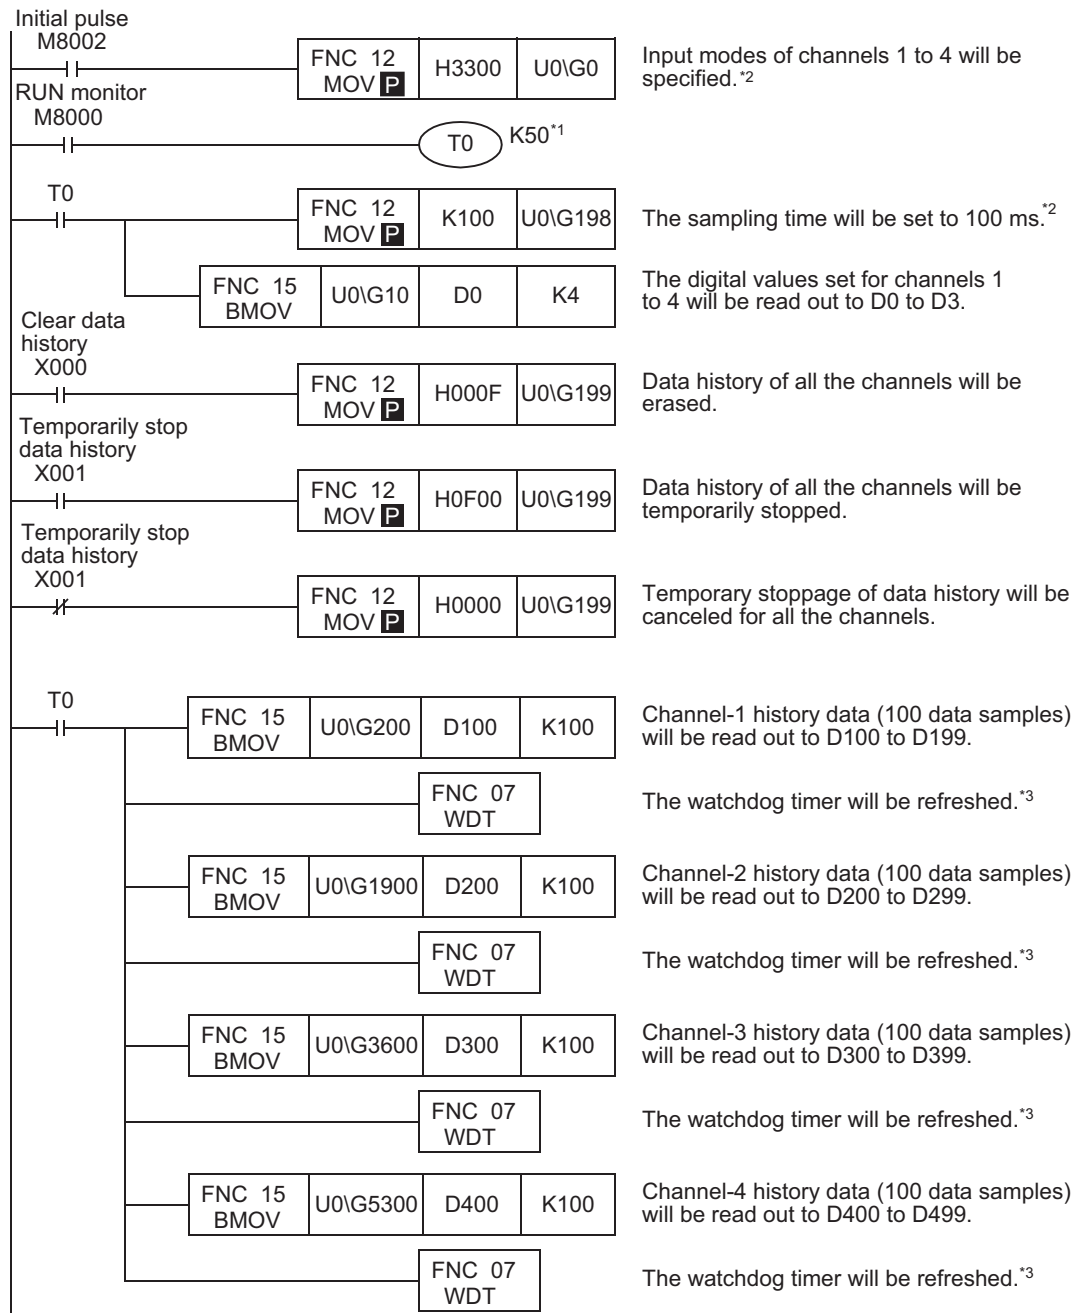 Initial pulse
M8002
FNC 12
MOV P
H3300
U0\G0
Input modes of channels 1 to 4 will be
specified.*2
RUN monitor
M8000
T0
K50*1
T0
FNC 12
MOV P
K100
U0\G198
The sampling time will be set to 100 ms.*2
FNC 15
BMOV
U0\G10
D0
K4
The digital values set for channels 1
to 4 will be read out to D0 to D3.
Clear data
history
X000
FNC 12
MOV P
H000F
U0\G199
Data history of all the channels will be
erased.
Temporarily stop
data history
X001
FNC 12
MOV P
H0F00
U0\G199
Data history of all the channels will be
temporarily stopped.
Temporarily stop
data history
X001
FNC 12
MOV P
H0000
U0\G199
Temporary stoppage of data history will be
canceled for all the channels.
T0
FNC 15
BMOV
U0\G200
D100
K100
Channel-1 history data (100 data samples)
will be read out to D100 to D199.
FNC 07
WDT
The watchdog timer will be refreshed.*3
FNC 15
BMOV
U0\G1900
D200
K100
Channel-2 history data (100 data samples)
will be read out to D200 to D299.
FNC 07
WDT
The watchdog timer will be refreshed.*3
FNC 15
BMOV
U0\G3600
D300
K100
Channel-3 history data (100 data samples)
will be read out to D300 to D399.
FNC 07
WDT
The watchdog timer will be refreshed.*3
FNC 15
BMOV
U0\G5300
D400
K100
Channel-4 history data (100 data samples)
will be read out to D400 to D499.
FNC 07
WDT
The watchdog timer will be refreshed.*3